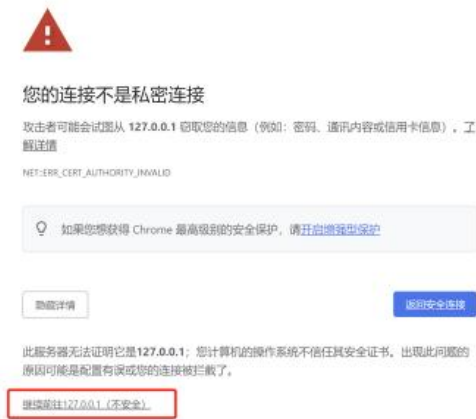 您的连接不是私密连接
攻击者可能会试图从 127.0.0.1 窃取您的信息（例如：密码、通讯内容或信用卡信息）。了
解详情
NET::ERR_CERT_AUTHORITY_INVALID
如果您想获得 Chrome 最高级别的安全保护，请开启增强型保护
隐藏详情
返回安全连接
此服务器无法证明它是127.0.0.1；您计算机的操作系统不信任其安全证书。出现此问题的
原因可能是配置有误或您的连接被拦截了。
继续前往127.0.0.1（不安全）